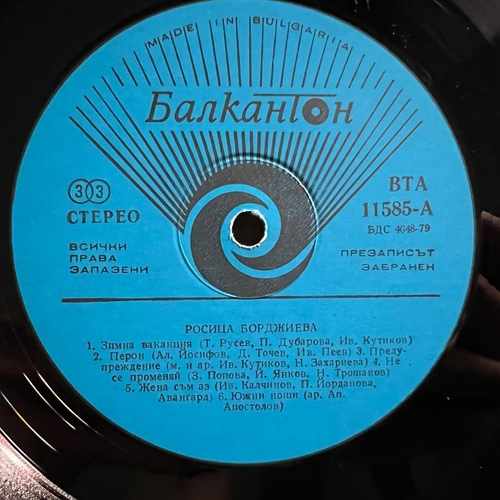 MADE IN BULGARIA
Балкантон
33
СТЕРЕО
ВСИЧКИ
ПРАВА
ЗАПАЗЕНИ
ВТА
11585-А
БДС 4048-79
ПРЕЗАПИСЪТ
ЗАБРАНЕН
РОСИЦА БОРДЖИЕВА
1. Зимна ваканция (Т. Русев, П. Дубарова, Ив. Кутиков)
2. Перон (Ал. Йосифов, Д. Точев, Ив. Пеев) 3. Преду-
преждение (м. и ар. Ив. Кутиков, Н. Захариева) 4. Не
се променяй (З. Попова, Й. Янков, Н. Трошанов)
5. Жена съм аз (Ив. Калчинов, П. Йорданова,
Авангард) 6. Южни нощи (ар. Ан.
Апостолов)